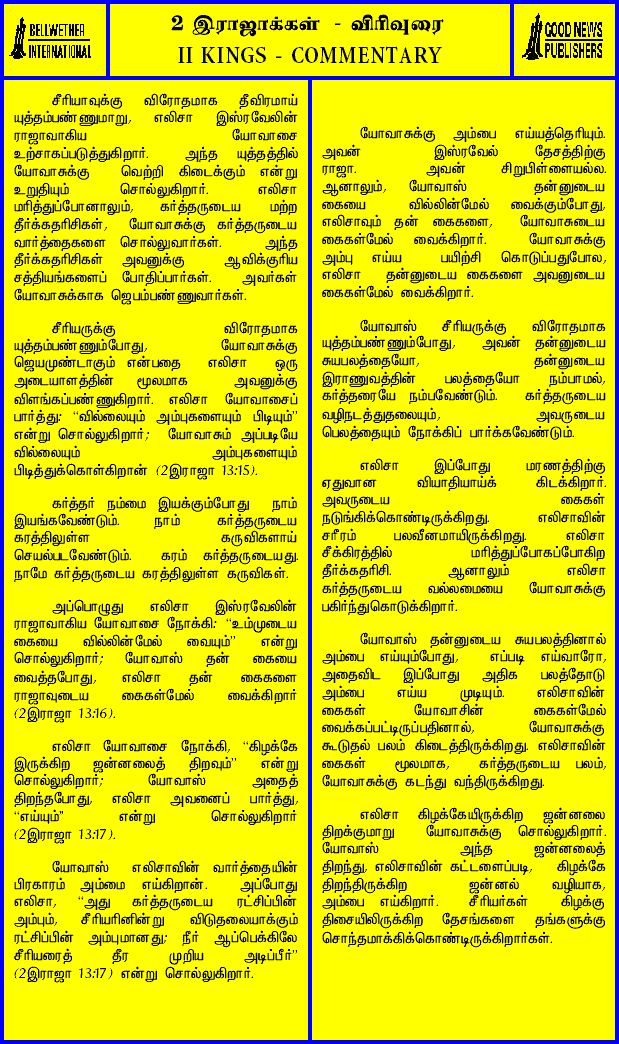 BELLWETHER
INTERNATIONAL
2 இராஜாக்கள் - விரிவுரை
II KINGS - COMMENTARY
GOOD NEWS
PUBLISHERS
சீரியாவுக்கு விரோதமாக தீவிரமாய்
யுத்தம்பண்ணுமாறு, எலிசா இஸ்ரவேலின்
ராஜாவாகிய யோவாசை
உற்சாகப்படுத்துகிறார். அந்த யுத்தத்தில்
யோவாசுக்கு வெற்றி கிடைக்கும் என்று
உறுதியும் சொல்லுகிறார். எலிசா
மரித்துப்போனாலும், கர்த்தருடைய மற்ற
தீர்க்கதரிசிகள், யோவாசுக்கு கர்த்தருடைய
வார்த்தைகளை சொல்லுவார்கள். அந்த
தீர்க்கதரிசிகள் அவனுக்கு ஆவிக்குரிய
சத்தியங்களைப் போதிப்பார்கள். அவர்கள்
யோவாசுக்காக ஜெபம்பண்ணுவார்கள்.
சீரியருக்கு விரோதமாக
யுத்தம்பண்ணும்போது, யோவாசுக்கு
ஜெயமுண்டாகும் என்பதை எலிசா ஒரு
அடையாளத்தின் மூலமாக அவனுக்கு
விளங்கப்பண்ணுகிறார். எலிசா யோவாசைப்
பார்த்து: “வில்லையும் அம்புகளையும் பிடியும்”
என்று சொல்லுகிறார்; யோவாசும் அப்படியே
வில்லையும் அம்புகளையும்
பிடித்துக்கொள்கிறான் (2இராஜா 13:15).
கர்த்தர் நம்மை இயக்கும்போது நாம்
இயங்கவேண்டும். நாம் கர்த்தருடைய
கரத்திலுள்ள கருவிகளாய்
செயல்படவேண்டும். கரம் கர்த்தருடையது.
நாமே கர்த்தருடைய கரத்திலுள்ள கருவிகள்.
அப்பொழுது எலிசா இஸ்ரவேலின்
ராஜாவாகிய யோவாசை நோக்கி: “உம்முடைய
கையை வில்லின்மேல் வையும்” என்று
சொல்லுகிறார்; யோவாஸ் தன் கையை
வைத்தபோது, எலிசா தன் கைகளை
ராஜாவுடைய கைகள்மேல் வைக்கிறார்
(2இராஜா 13:16).
எலிசா யோவாசை நோக்கி, “கிழக்கே
இருக்கிற ஜன்னலைத் திறவும்” என்று
சொல்லுகிறார்; யோவாஸ் அதைத்
திறந்தபோது, எலிசா அவனைப் பார்த்து,
“எய்யும்” என்று சொல்லுகிறார்
(2இராஜா 13:17).
யோவாஸ் எலிசாவின் வார்த்தையின்
பிரகாரம் அம்மை எய்கிறான். அப்போது
எலிசா, “அது கர்த்தருடைய ரட்சிப்பின்
அம்பும், சீரியரினின்று விடுதலையாக்கும்
ரட்சிப்பின் அம்புமானது; நீர் ஆப்பெக்கிலே
சீரியரைத் தீர முறிய அடிப்பீர்”
(2இராஜா 13:17) என்று சொல்லுகிறார்.
யோவாசுக்கு அம்பை எய்யத்தெரியும்.
அவன் இஸ்ரவேல் தேசத்திற்கு
ராஜா. அவன் சிறுபிள்ளையல்ல.
ஆனாலும், யோவாஸ் தன்னுடைய
கையை வில்லின்மேல் வைக்கும்போது,
எலிசாவும் தன் கைகளை, யோவாசுடைய
கைகள்மேல் வைக்கிறார். யோவாசுக்கு
அம்பு எய்ய பயிற்சி கொடுப்பதுபோல,
எலிசா தன்னுடைய கைகளை அவனுடைய
கைகள்மேல் வைக்கிறார்.
யோவாஸ் சீரியருக்கு விரோதமாக
யுத்தம்பண்ணும்போது, அவன் தன்னுடைய
சுயபலத்தையோ, தன்னுடைய
இராணுவத்தின் பலத்தையோ நம்பாமல்,
கர்த்தரையே நம்பவேண்டும். கர்த்தருடைய
வழிநடத்துதலையும், அவருடைய
பெலத்தையும் நோக்கிப் பார்க்கவேண்டும்.
எலிசா இப்போது மரணத்திற்கு
ஏதுவான வியாதியாய்க் கிடக்கிறார்.
அவருடைய கைகள்
நடுங்கிக்கொண்டிருக்கிறது. எலிசாவின்
சரீரம் பலவீனமாயிருக்கிறது. எலிசா
சீக்கிரத்தில் மரித்துப்போகப்போகிற
தீர்க்கதரிசி. ஆனாலும் எலிசா
கர்த்தருடைய வல்லமையை யோவாசுக்கு
பகிர்ந்துகொடுக்கிறார்.
யோவாஸ் தன்னுடைய சுயபலத்தினால்
அம்பை எய்யும்போது, எப்படி எய்வாரோ,
அதைவிட இப்போது அதிக பலத்தோடு
அம்பை எய்ய முடியும். எலிசாவின்
கைகள் யோவாசின் கைகள்மேல்
வைக்கப்பட்டிருப்பதினால், யோவாசுக்கு
கூடுதல் பலம் கிடைத்திருக்கிறது. எலிசாவின்
கைகள் மூலமாக, கர்த்தருடைய பலம்,
யோவாசுக்கு கடந்து வந்திருக்கிறது.
எலிசா கிழக்கேயிருக்கிற ஜன்னலை
திறக்குமாறு யோவாசுக்கு சொல்லுகிறார்.
யோவாஸ் அந்த ஜன்னலைத்
திறந்து, எலிசாவின் கட்டளைப்படி, கிழக்கே
திறந்திருக்கிற ஜன்னல் வழியாக,
அம்பை எய்கிறார். சீரியர்கள் கிழக்கு
திசையிலிருக்கிற தேசங்களை தங்களுக்கு
சொந்தமாக்கிக்கொண்டிருக்கிறார்கள்.